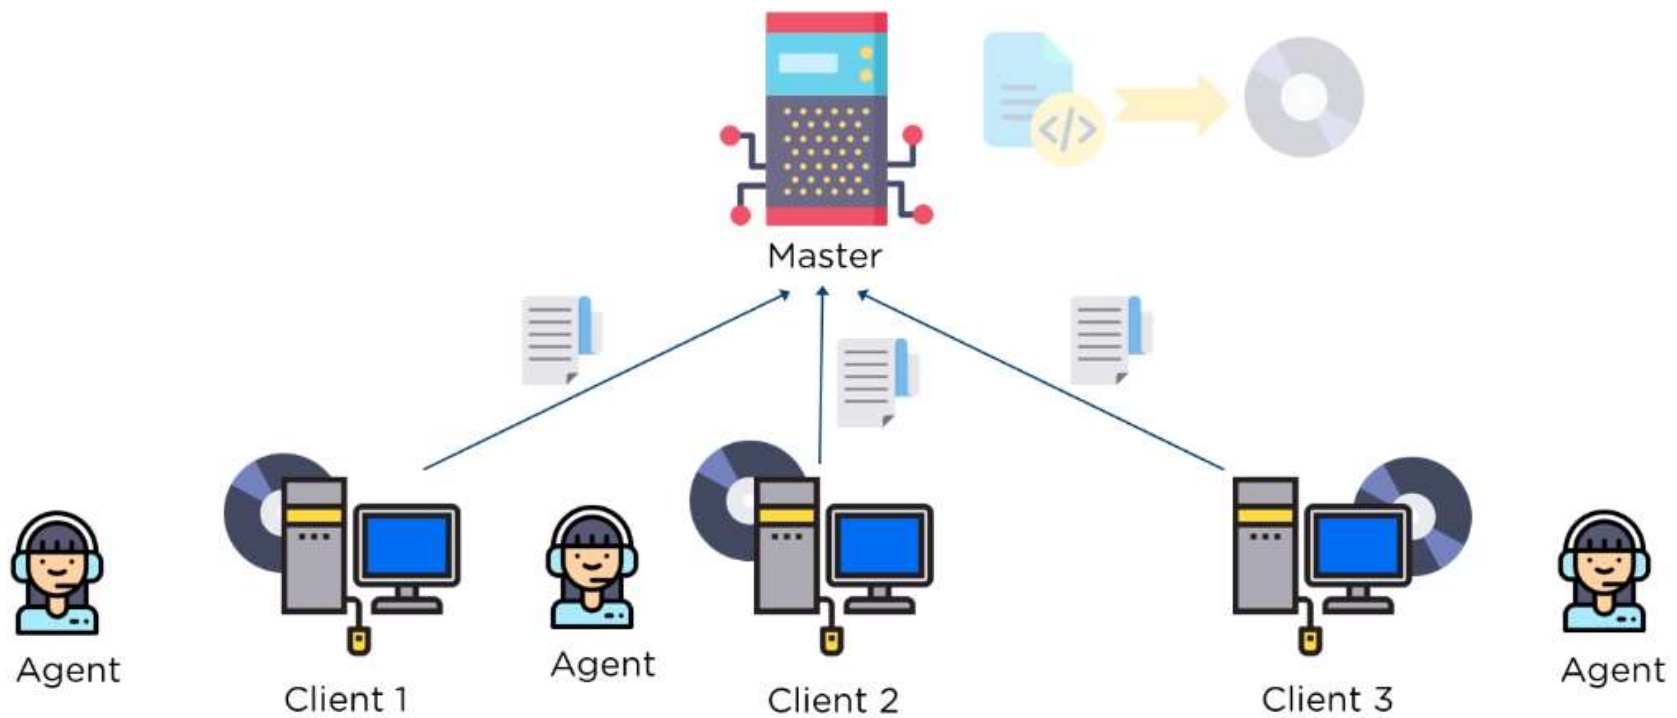 Master
Agent
Client 1
Agent
Client 2
Client 3
Agent